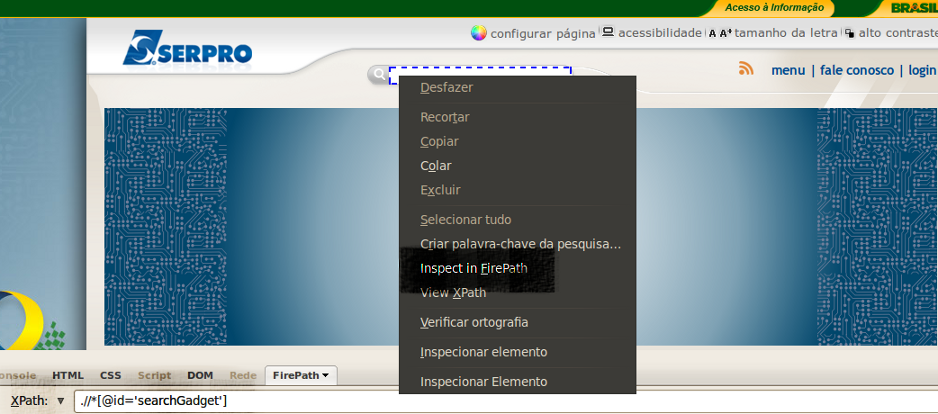 Acesso à Informação
BRASIL
SERPRO
configurar página
acessibilidade
A A+ tamanho da letra
alto contraste
menu | fale conosco | login
Desfazer
Recortar
Copiar
Colar
Excluir
Selecionar tudo
Criar palavra-chave da pesquisa...
Inspect in FirePath
View XPath
Verificar ortografia
Inspecionar elemento
Inspecionar Elemento
onsole HTML CSS Script DOM Rede FirePath
XPath: .//*[@id='searchGadget']